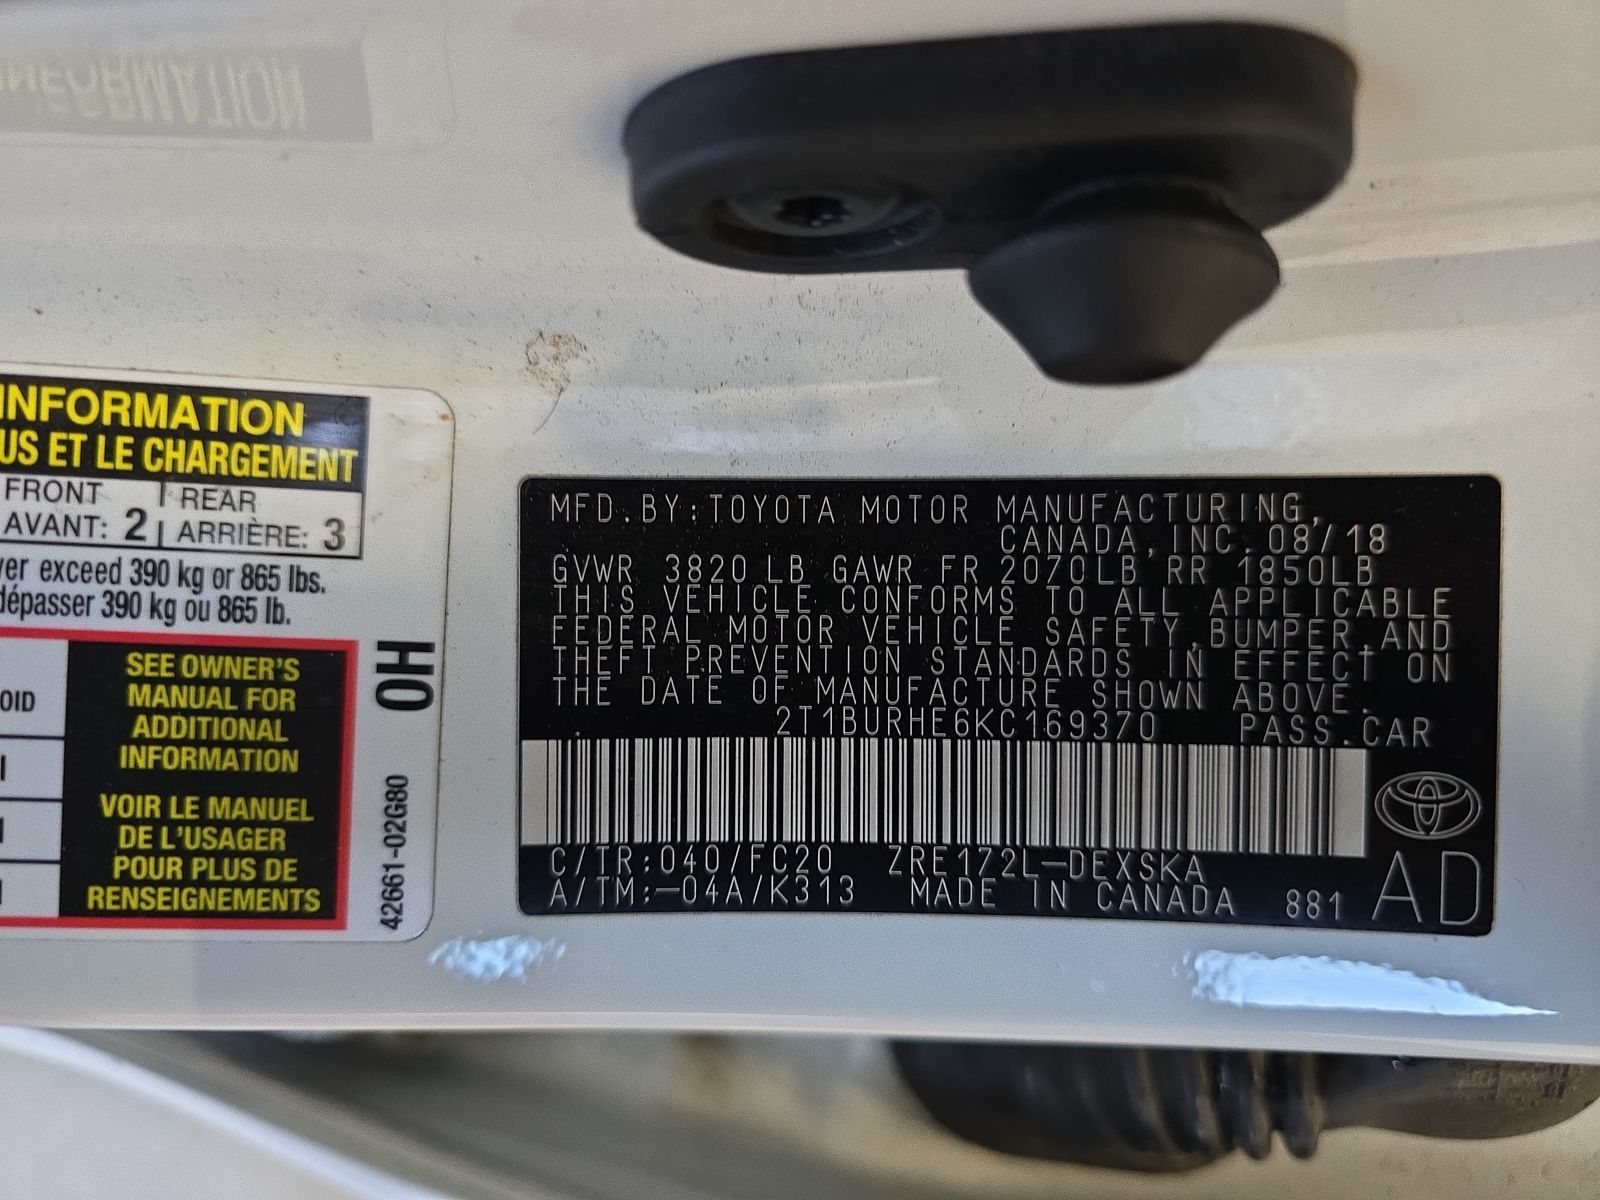 INFORMATION
US ET LE CHARGEMENT
FRONT
AVANT: 2
REAR
ARRIÈRE: 3
ver exceed 390 kg or 865 lbs.
dépasser 390 kg ou 865 lb.
OID
SEE OWNER'S
MANUAL FOR
ADDITIONAL
INFORMATION
VOIR LE MANUEL
DE L'USAGER
POUR PLUS DE
RENSEIGNEMENTS
OH
42661-02G80
MFD.BY:TOYOTA MOTOR MANUFACTURING,
CANADA,INC.08/18
GVWR 3820 LB GAWR FR 2070LB RR 1850LB
THIS VEHICLE CONFORMS TO ALL APPLICABLE
FEDERAL MOTOR VEHICLE SAFETY,BUMPER,AND
THEFT PREVENTION STANDARDS IN EFFECT ON
THE DATE OF MANUFACTURE SHOWN ABOVE.
2T1BURHE6KC169370 PASS.CAR
C/TR:040/FC20 ZRE172L-DEXSKA
A/TM:-04A/K313 MADE IN CANADA 881
AD